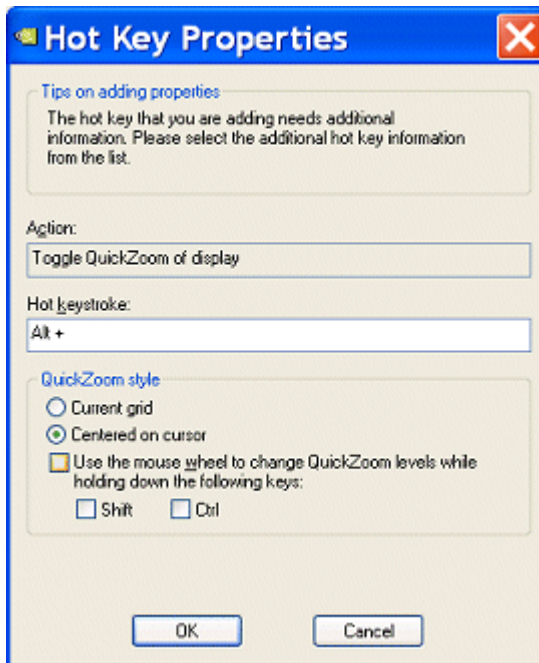 Hot Key Properties
Tips on adding properties
The hot key that you are adding needs additional
information. Please select the additional hot key information
from the list.
Action:
Toggle QuickZoom of display
Hot keystroke:
Alt +
QuickZoom style
Current grid
Centered on cursor
Use the mouse wheel to change QuickZoom levels while
holding down the following keys:
Shift Ctrl
OK Cancel